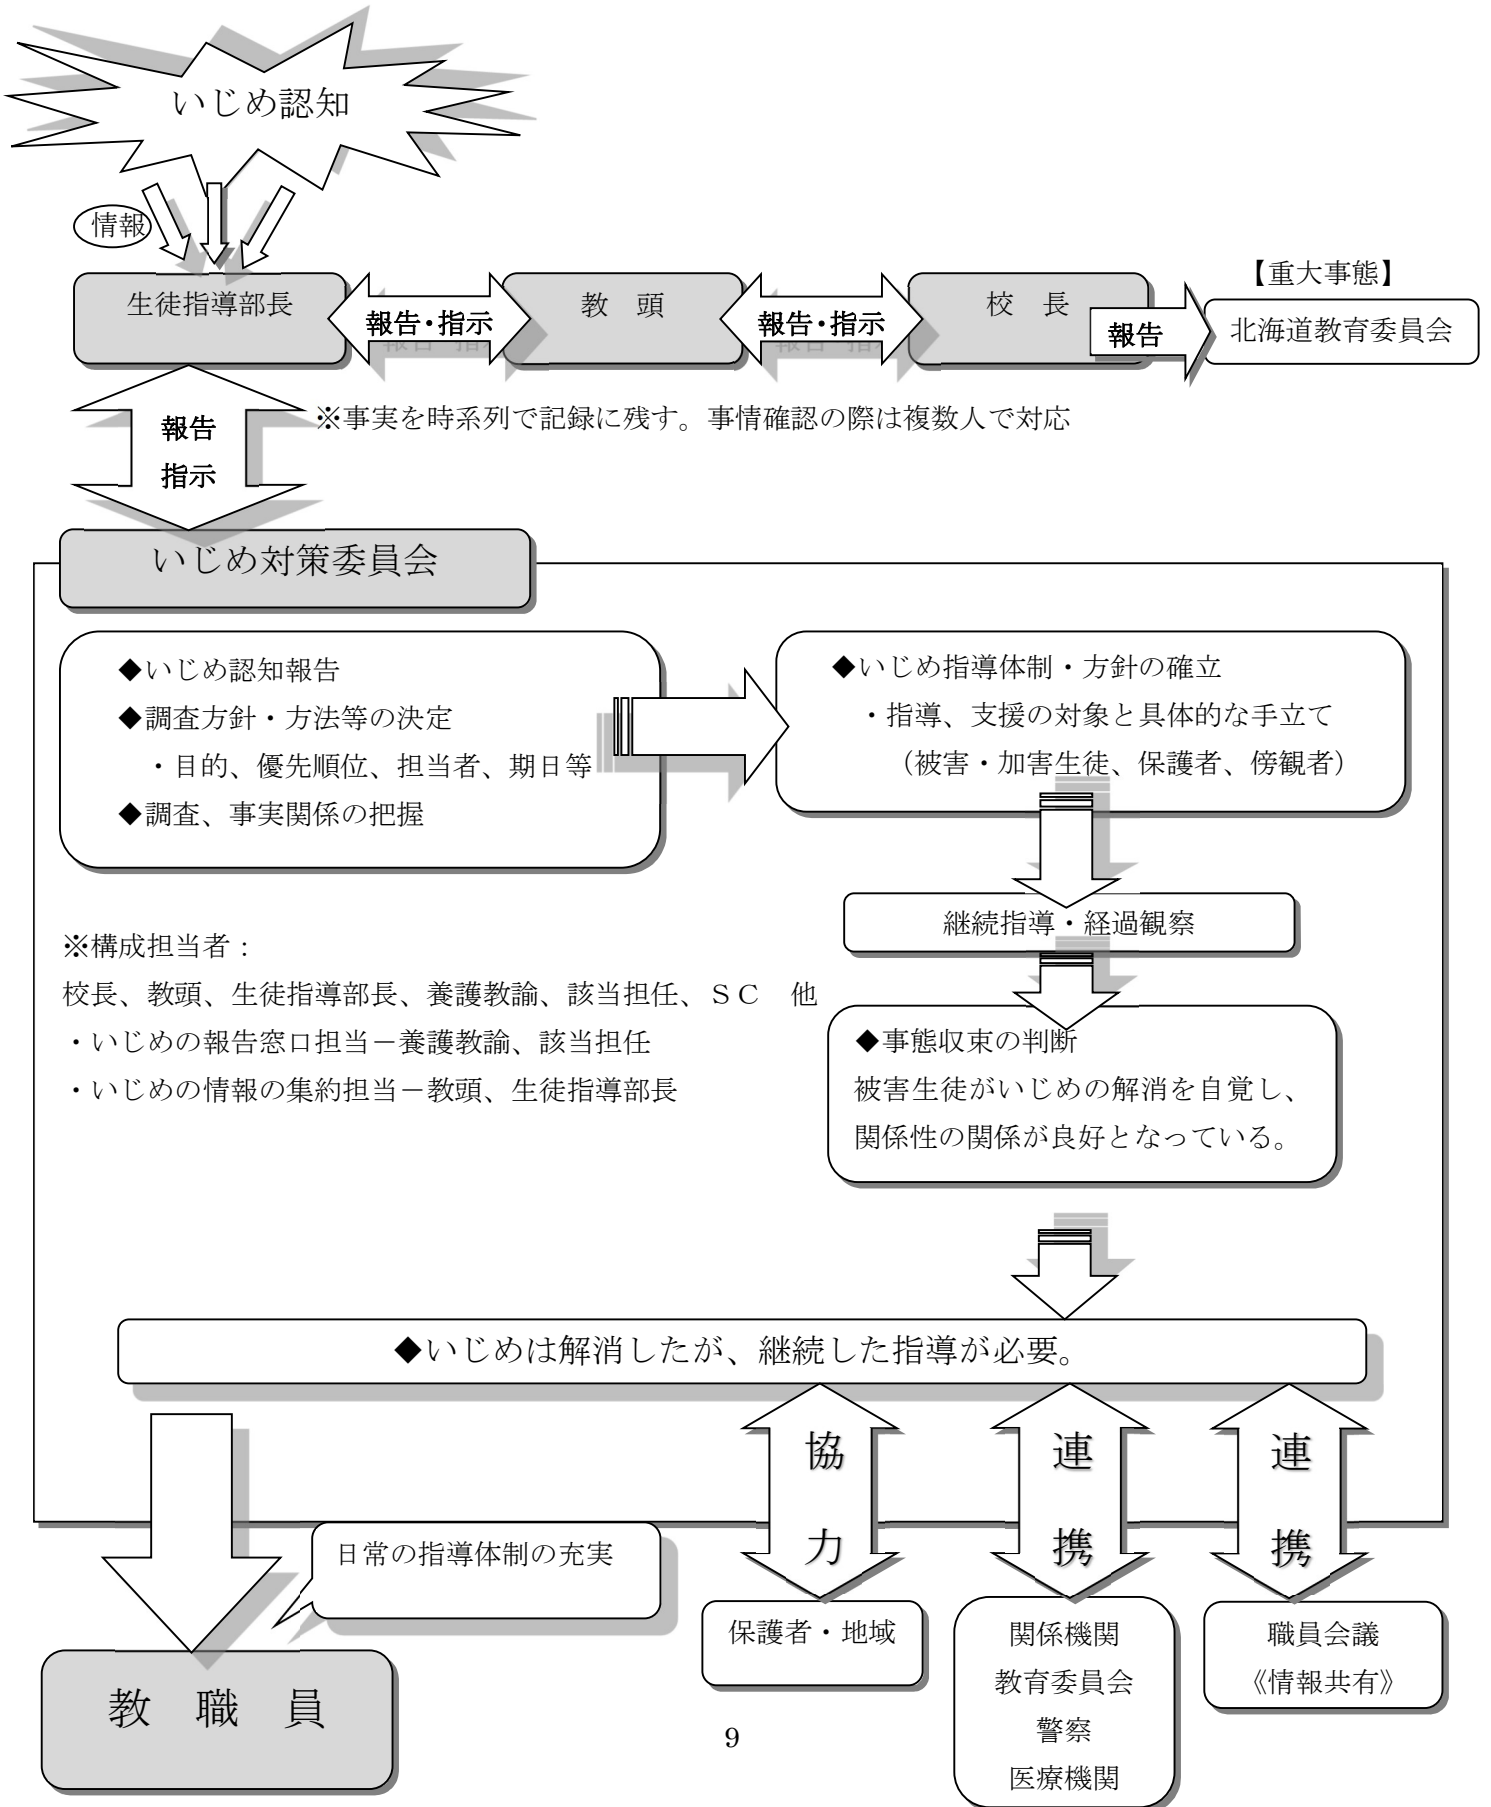 いじめ認知
情報
生徒指導部長
報告・指示
教　頭
報告・指示
校　長
報告
【重大事態】
北海道教育委員会
報告
指示
※事実を時系列で記録に残す。事情確認の際は複数人で対応
いじめ対策委員会
◆いじめ認知報告
◆調査方針・方法等の決定
・目的、優先順位、担当者、期日等
◆調査、事実関係の把握
◆いじめ指導体制・方針の確立
・指導、支援の対象と具体的な手立て
（被害・加害生徒、保護者、傍観者）
継続指導・経過観察
※構成担当者：
校長、教頭、生徒指導部長、養護教諭、該当担任、ＳＣ　他
・いじめの報告窓口担当－養護教諭、該当担任
・いじめの情報の集約担当－教頭、生徒指導部長
◆事態収束の判断
被害生徒がいじめの解消を自覚し、
関係性の関係が良好となっている。
◆いじめは解消したが、継続した指導が必要。
協力
連携
連携
日常の指導体制の充実
教　職　員
保護者・地域
関係機関
教育委員会
警察
医療機関
職員会議
《情報共有》
9